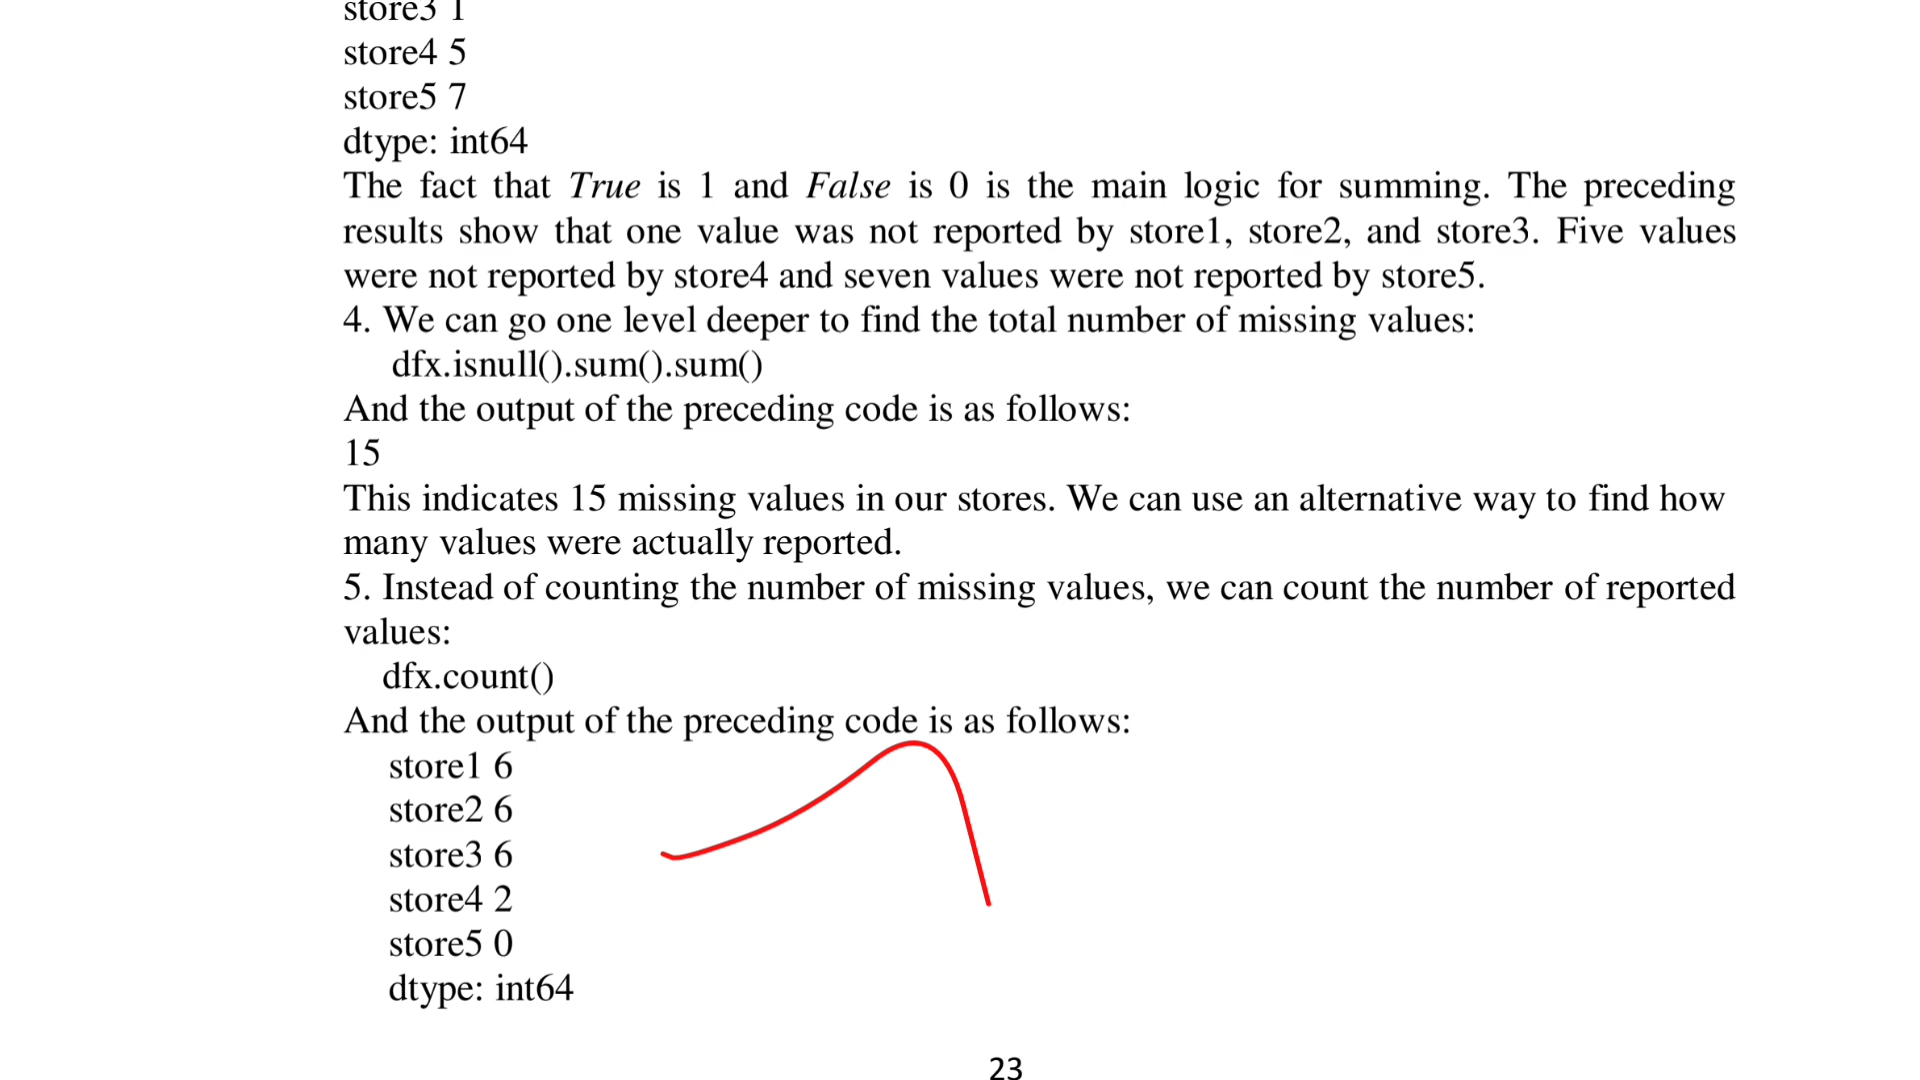 store3 1
store4 5
store5 7
dtype: int64
The fact that True is 1 and False is 0 is the main logic for summing. The preceding
results show that one value was not reported by store1, store2, and store3. Five values
were not reported by store4 and seven values were not reported by store5.
4. We can go one level deeper to find the total number of missing values:
dfx.isnull().sum().sum()
And the output of the preceding code is as follows:
15
This indicates 15 missing values in our stores. We can use an alternative way to find how
many values were actually reported.
5. Instead of counting the number of missing values, we can count the number of reported
values:
dfx.count()
And the output of the preceding code is as follows:
store1 6
store2 6
store3 6
store4 2
store5 0
dtype: int64
23